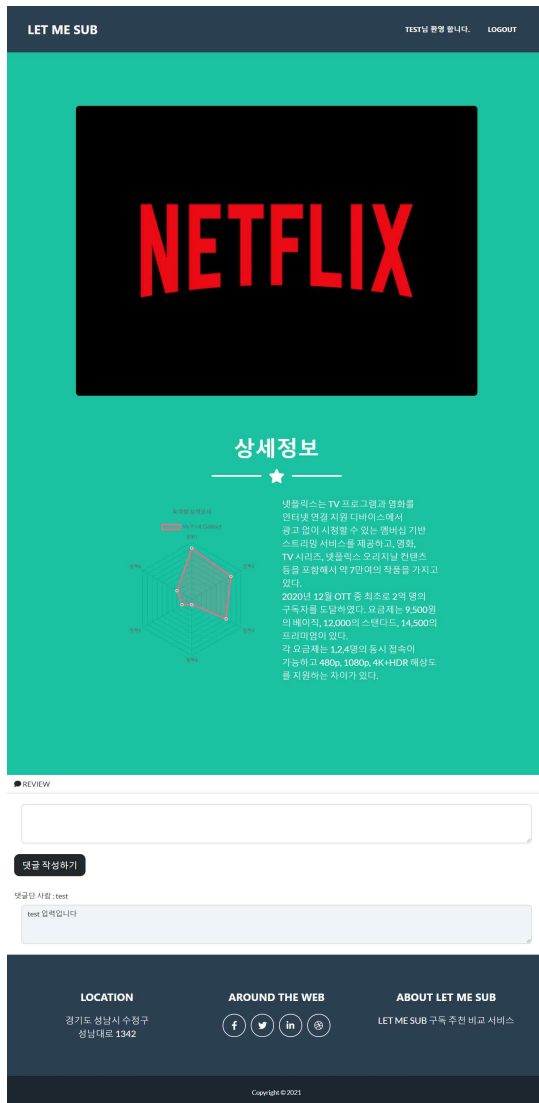 LET ME SUB
TEST님 환영 합니다. LOGOUT
NETFLIX
상세정보
My First Dataset
넷플릭스는 TV 프로그램과 영화를
인터넷 연결 지원 디바이스에서
광고 없이 시청할 수 있는 멤버십 기반
스트리밍 서비스를 제공하고, 영화,
TV 시리즈, 넷플릭스 오리지널 컨텐츠
등을 포함해서 약 7만여의 작품을 가지고
있다.
2020년 12월 OTT 중 최초로 2억 명의
구독자를 도달하였다. 요금제는 9,500원
의 베이직, 12,000의 스탠다드, 14,500의
프리미엄이 있다.
각 요금제는 1,2,4명의 동시 접속이
가능하고 480p, 1080p, 4K+HDR 해상도
를 지원하는 차이가 있다.
REVIEW
댓글 작성하기
댓글단 사람 : test
test 입력입니다
LOCATION
경기도 성남시 수정구
성남대로 1342
AROUND THE WEB
ABOUT LET ME SUB
LET ME SUB 구독 추천 비교 서비스
Copyright © 2021